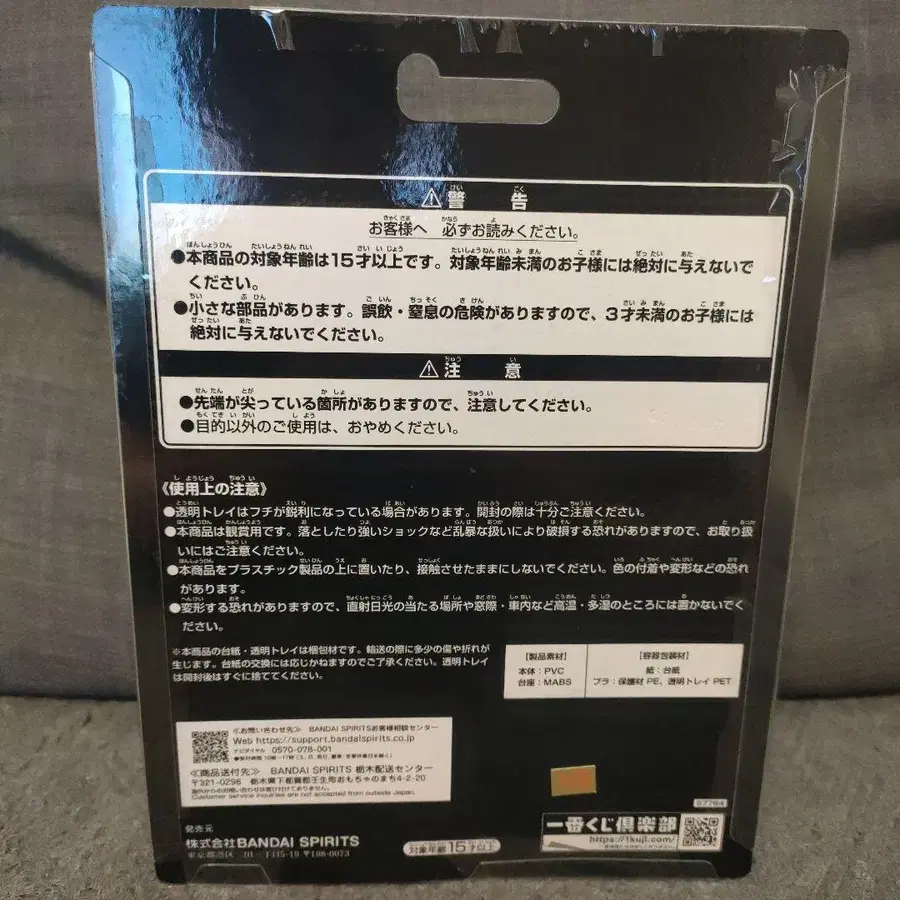 ⚠警告
お客様へ 必ずお読みください。
●本商品の対象年齢は15才以上です。対象年齢未満のお子様には絶対に与えないで
ください。
●小さな部品があります。誤飲・窒息の危険がありますので、3才未満のお子様には
絶対に与えないでください。
⚠注意
●先端が尖っている箇所がありますので、注意してください。
●目的以外のご使用は、おやめください。
《使用上の注意》
●透明トレイはフチが鋭利になっている場合があります。開封の際は十分ご注意ください。
●本商品は観賞用です。落としたり強いショックなど乱暴な扱いにより破損する恐れがありますので、お取り扱
いにはご注意ください。
●本商品をプラスチック製品の上に置いたり、接触させたままにしないでください。色の付着や変形などの恐れ
があります。
●変形する恐れがありますので、直射日光の当たる場所や窓際・車内など高温・多湿のところには置かないでく
ださい。
※本商品の台紙・透明トレイは梱包材です。輸送の際に多少の傷や折れが
生じます。台紙の交換には応じかねますのでご了承ください。透明トレイ
は開封後はすぐに捨ててください。
【製品素材】
本体:PVC
台座:MABS
【容器包装材】
紙:台紙
プラ:保護材 PE、透明トレイ PET
≪お問い合わせ先≫ BANDAI SPIRITSお客様相談センター
Web https://support.bandaispirits.co.jp
ナビダイヤル 0570-078-001
≪商品送付先≫ BANDAI SPIRITS 栃木配送センター
〒321-0298 栃木県下都賀郡壬生町おもちゃのまち4-2-20
海外からのお問い合わせは受け付けておりません。
Customer service inquiries are not accepted from outside Japan.
発売元
株式会社BANDAI SPIRITS
〒108-0073
対象年齢15才以上
一番くじ倶楽部
https://1kuji.com/